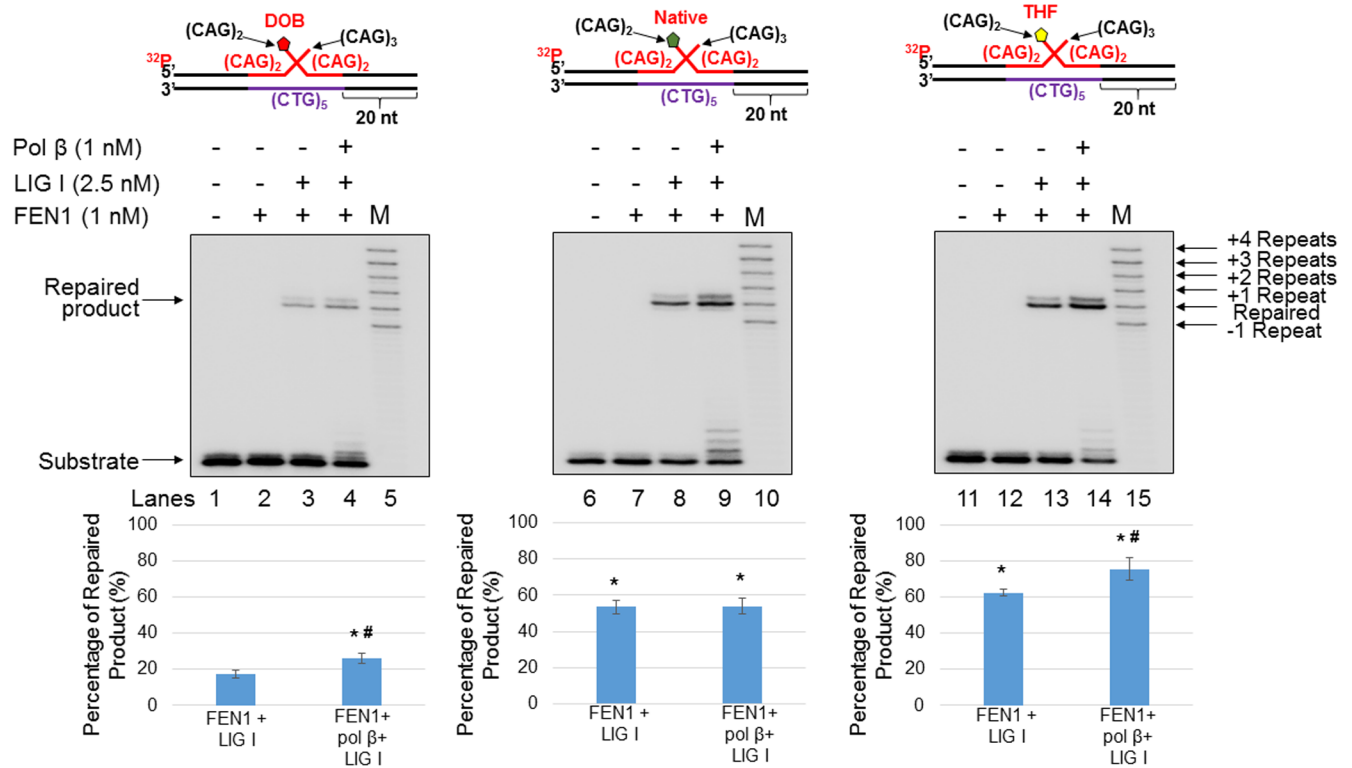 DOB
(CAG)2
(CAG)3
32P
5'
(CAG)2
(CAG)2
3'
(CTG)5
20 nt
Native
(CAG)2
(CAG)3
32P
5'
(CAG)2
(CAG)2
3'
(CTG)5
20 nt
THF
(CAG)2
(CAG)3
32P
5'
(CAG)2
(CAG)2
3'
(CTG)5
20 nt
Pol β (1 nM) - - - + - - - + - - - +
LIG I (2.5 nM) - - + + - - + + - - + +
FEN1 (1 nM) - + + + M - + + + M - + + + M
Repaired
product
Substrate
+4 Repeats
+3 Repeats
+2 Repeats
+1 Repeat
Repaired
-1 Repeat
Lanes 1 2 3 4 5 6 7 8 9 10 11 12 13 14 15
Percentage of Repaired
Product (%)
100
80
60
40
20
0
* #
FEN1 +
LIG I
FEN1+
pol β+
LIG I
Percentage of Repaired
Product (%)
100
80
60
40
20
0
*
*
FEN1 +
LIG I
FEN1+
pol β+
LIG I
Percentage of Repaired
Product (%)
100
80
60
40
20
0
*
* #
FEN1 +
LIG I
FEN1+
pol β+
LIG I